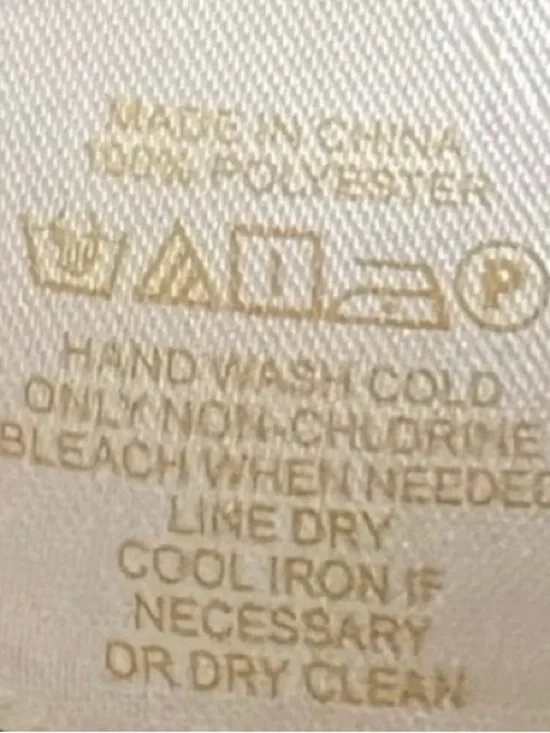 MADE IN CHINA
100% POLYESTER
P
HAND WASH COLD
ONLY NON-CHLORINE
BLEACH WHEN NEEDED
LINE DRY
COOL IRON IF
NECESSARY
OR DRY CLEAN